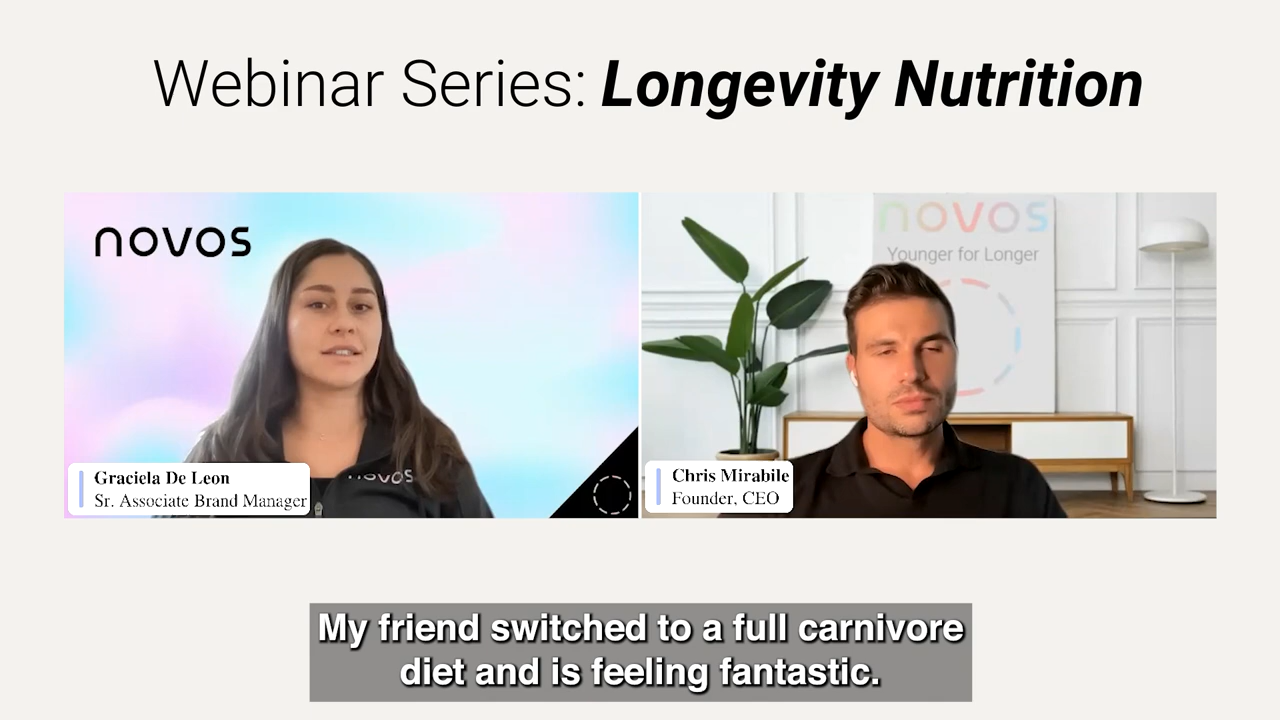 Webinar Series: Longevity Nutrition
novos
novos
Younger for Longer
novos
Graciela De Leon
Sr. Associate Brand Manager
Chris Mirabile
Founder, CEO
My friend switched to a full carnivore
diet and is feeling fantastic.